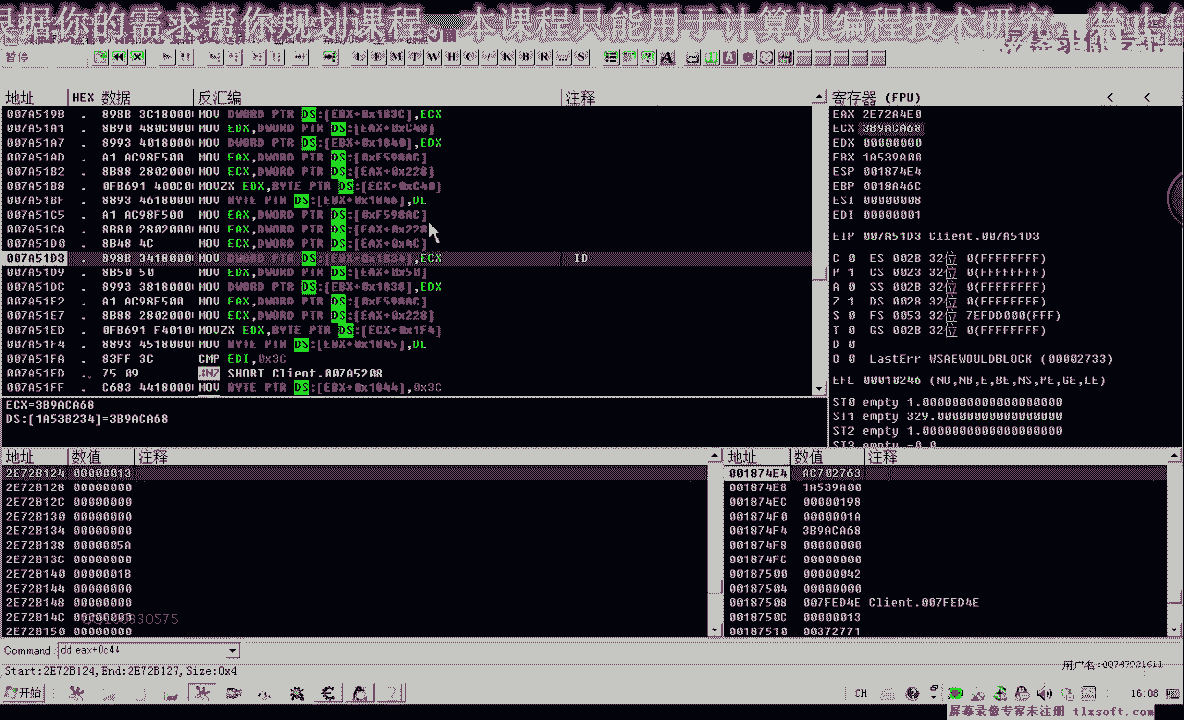 据你的需求帮你规划课程。本课程只能用于计算机编程技术研究
暂停
地址 HEX 数据 反汇编 注释
007A519B . 898B 3C18000 MOV DWORD PTR DS:[EBX+0x183C],ECX
007A51A1 . 8B90 480C000 MOV EDX,DWORD PTR DS:[EAX+0xC48]
007A51A7 . 8993 4018000 MOV DWORD PTR DS:[EBX+0x1840],EDX
007A51AD . A1 AC98F500 MOV EAX,DWORD PTR DS:[0xF598AC]
007A51B2 . 8B88 2802000 MOV ECX,DWORD PTR DS:[EAX+0x228]
007A51B8 . 0FB691 400C0 MOVZX EDX,BYTE PTR DS:[ECX+0xC40]
007A51BF . 8893 4618000 MOV BYTE PTR DS:[EBX+0x1846],DL
007A51C5 . A1 AC98F500 MOV EAX,DWORD PTR DS:[0xF598AC]
007A51CA . 8B80 2802000 MOV EAX,DWORD PTR DS:[EAX+0x228]
007A51D0 . 8B48 4C MOV ECX,DWORD PTR DS:[EAX+0x4C]
007A51D3 . 898B 3418000 MOV DWORD PTR DS:[EBX+0x1834],ECX ID
007A51D9 . 8B50 50 MOV EDX,DWORD PTR DS:[EAX+0x50]
007A51DC . 8993 3818000 MOV DWORD PTR DS:[EBX+0x1838],EDX
007A51E2 . A1 AC98F500 MOV EAX,DWORD PTR DS:[0xF598AC]
007A51E7 . 8B88 2802000 MOV ECX,DWORD PTR DS:[EAX+0x228]
007A51ED . 0FB691 F4010 MOVZX EDX,BYTE PTR DS:[ECX+0x1F4]
007A51F4 . 8893 4518000 MOV BYTE PTR DS:[EBX+0x1845],DL
007A51FA . 83FF 3C CMP EDI,0x3C
007A51FD . 75 09 JNZ SHORT Client.007A5208
007A51FF . C683 4418000 MOV BYTE PTR DS:[EBX+0x1844],0x3C
ECX=3B9ACA68
DS:[1A53B234]=3B9ACA68
寄存器 (FPU) < <
EAX 2E72A4E0
ECX 3B9ACA68
EDX 00000000
EBX 1A539A00
ESP 001874E4
EBP 0018A46C
ESI 00000008
EDI 00000001
EIP 007A51D3 Client.007A51D3
C 0 ES 002B 32位 0(FFFFFFFF)
P 1 CS 0023 32位 0(FFFFFFFF)
A 0 SS 002B 32位 0(FFFFFFFF)
Z 1 DS 002B 32位 0(FFFFFFFF)
S 0 FS 0053 32位 7EFDD000(FFF)
T 0 GS 002B 32位 0(FFFFFFFF)
D 0
O 0 LastErr WSAEWOULDBLOCK (00002733)
EFL 00010246 (NO,NB,E,BE,NS,PE,GE,LE)
ST0 empty 1.0000000000000000000
ST1 empty 329.00000000000000000
ST2 empty 1.0000000000000000000
ST3 empty -0.0
地址 数值 注释
2E72B124 00000013
2E72B128 00000000
2E72B12C 00000000
2E72B130 00000000
2E72B134 00000000
2E72B138 0000005A
2E72B13C 00000000
2E72B140 0000001B
2E72B144 00000000
2E72B148 00000000
2E72B14C
2E72B150 00000000
地址 数值 注释
001874E4 AC702763
001874E8 1A539A00
001874EC 00000198
001874F0 0000001A
001874F4 3B9ACA68
001874F8 00000000
001874FC 00000000
00187500 00000042
00187504 00000000
00187508 007FED4E Client.007FED4E
0018750C 00000013
00187510 00372771
Command dd eax+0c44
Start:2E72B124,End:2E72B127,Size:0x4
开始 CH 16:08
屏幕录像专家未注册 tlxsoft.com